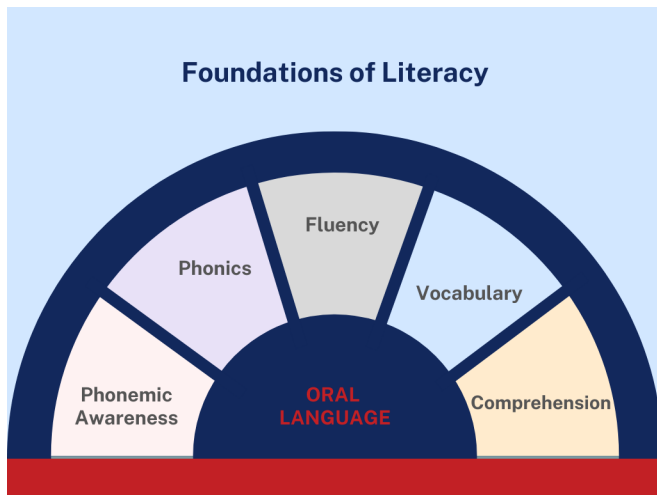 Foundations of Literacy
Phonemic
Awareness
Phonics
Fluency
Vocabulary
Comprehension
ORAL
LANGUAGE